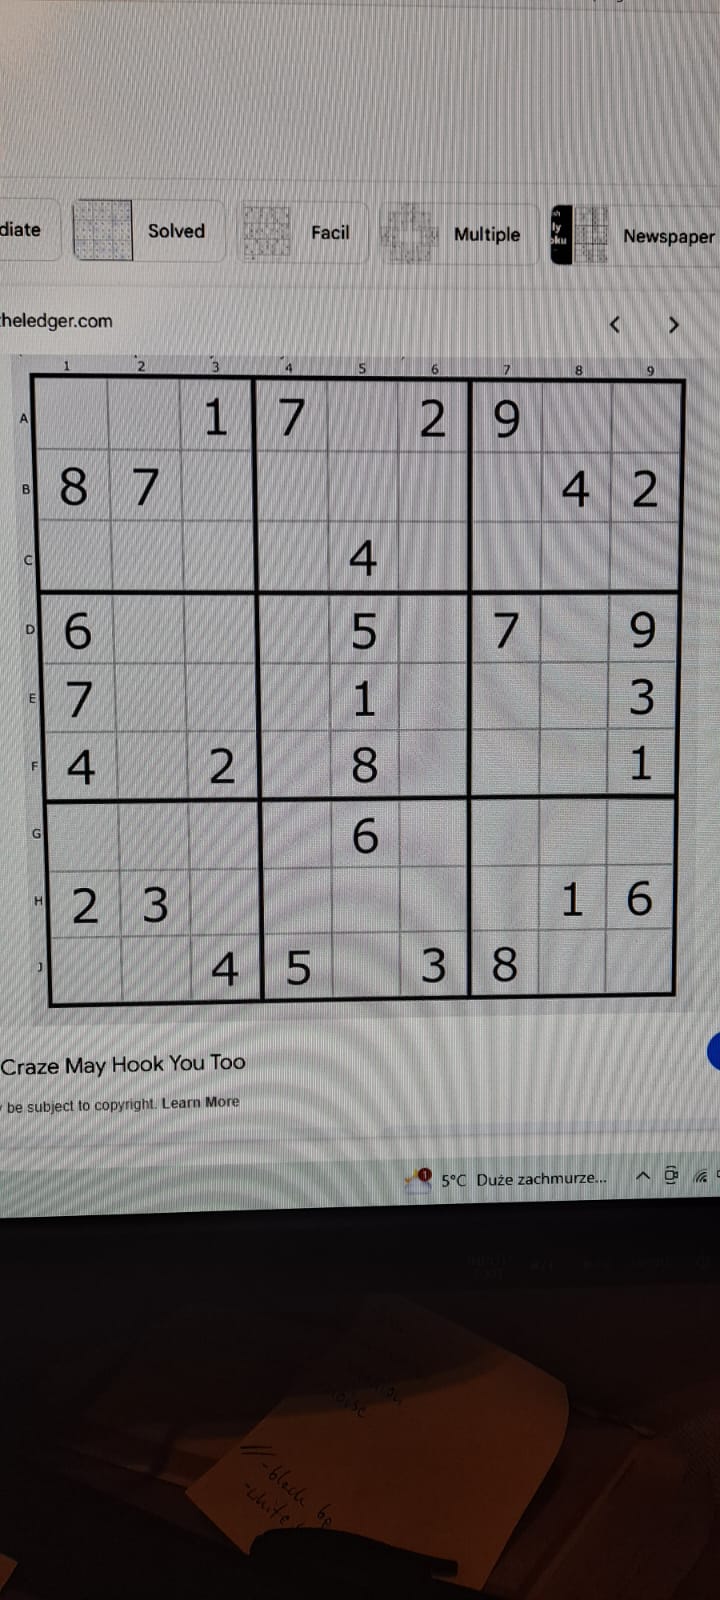 diate Solved Facil Multiple Newspaper
heledger.com < >
1 2 3 4 5 6 7 8 9
A 1 7 2 9
B 8 7 4 2
C 4
D 6 5 7 9
E 7 1 3
F 4 2 8 1
G 6
H 2 3 1 6
J 4 5 3 8
Craze May Hook You Too
be subject to copyright. Learn More
1 5°C Duże zachmurze...
-black
-white